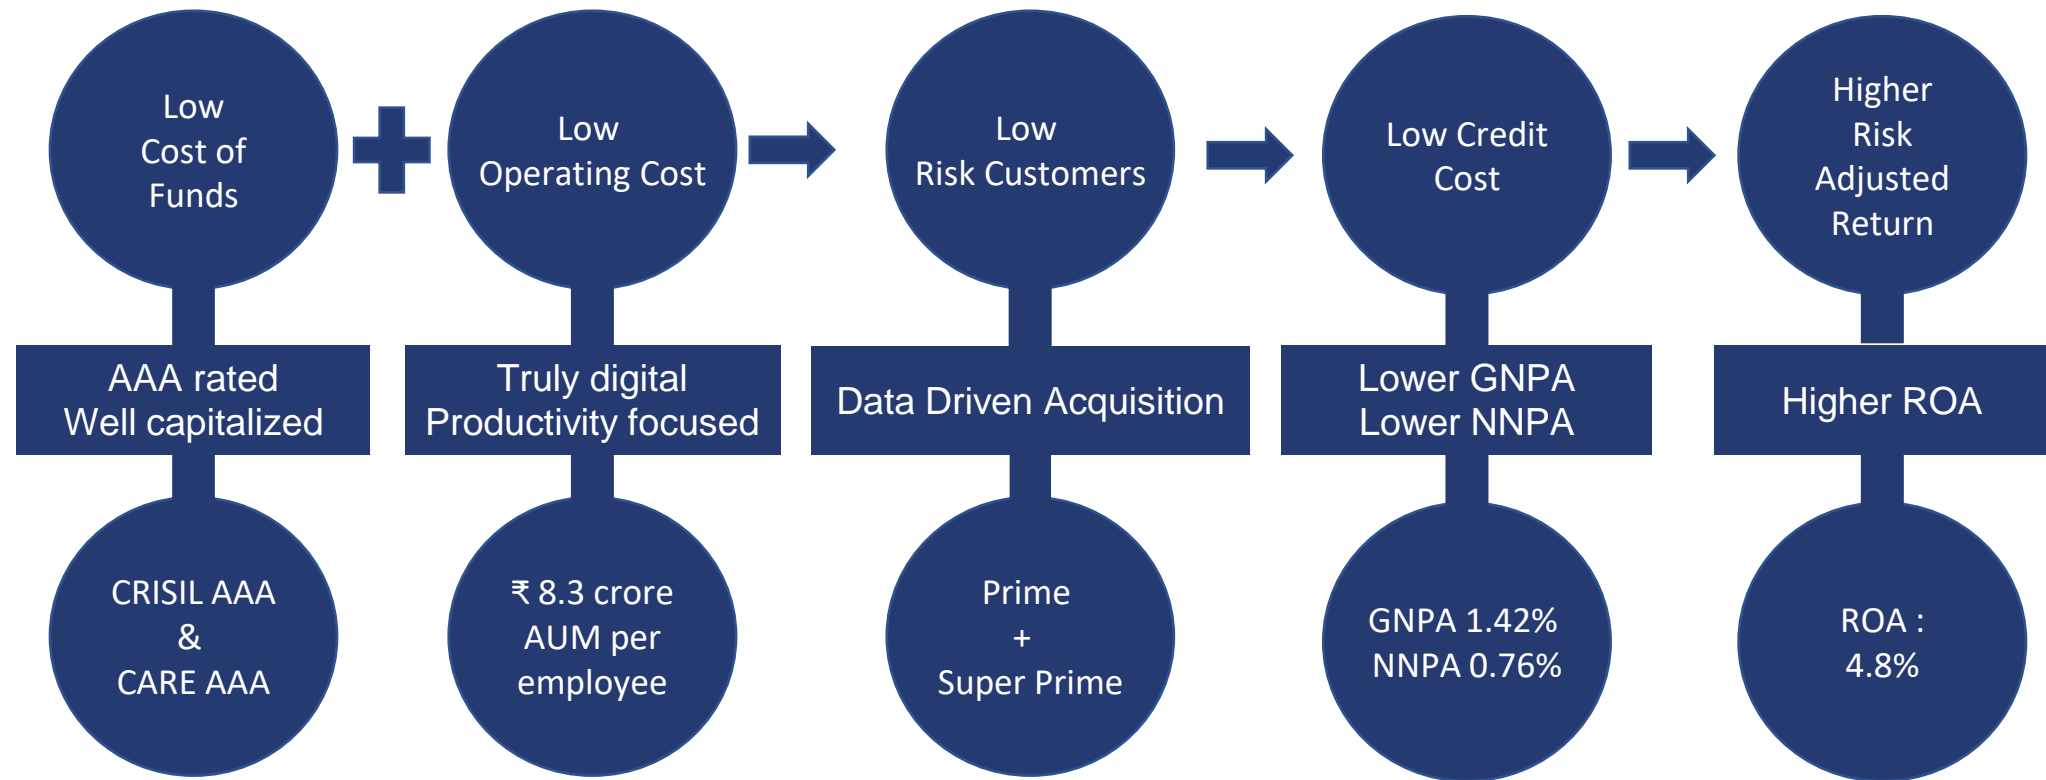 Low
Cost of
Funds
Low
Operating Cost
Low
Risk Customers
Low Credit
Cost
Higher
Risk
Adjusted
Return
AAA rated
Well capitalized
Truly digital
Productivity focused
Data Driven Acquisition
Lower GNPA
Lower NNPA
Higher ROA
CRISIL AAA
&
CARE AAA
₹ 8.3 crore
AUM per
employee
Prime
+
Super Prime
GNPA 1.42%
NNPA 0.76%
ROA :
4.8%